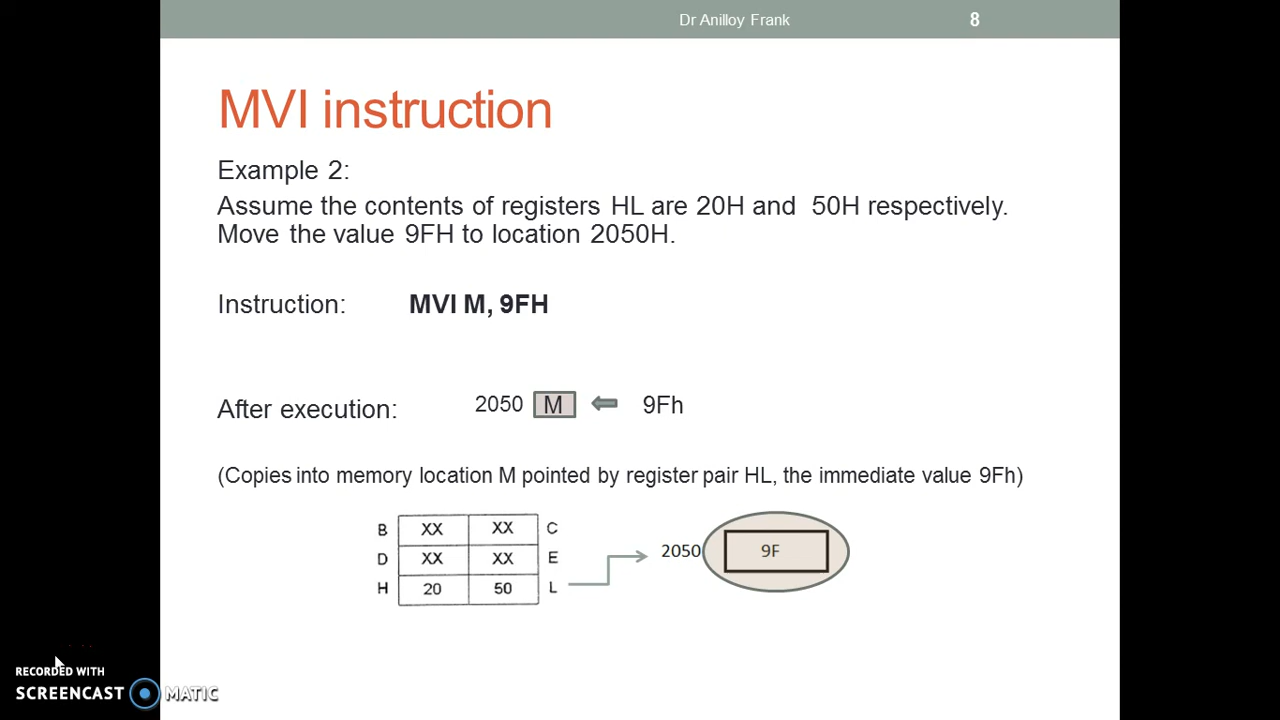 Dr Anilloy Frank 8
MVI instruction
Example 2:
Assume the contents of registers HL are 20H and 50H respectively.
Move the value 9FH to location 2050H.
Instruction: MVI M, 9FH
After execution: 2050 M 9Fh
(Copies into memory location M pointed by register pair HL, the immediate value 9Fh)
B XX XX C
D XX XX E
H 20 50 L
2050 9F
RECORDED WITH
SCREENCAST MATIC